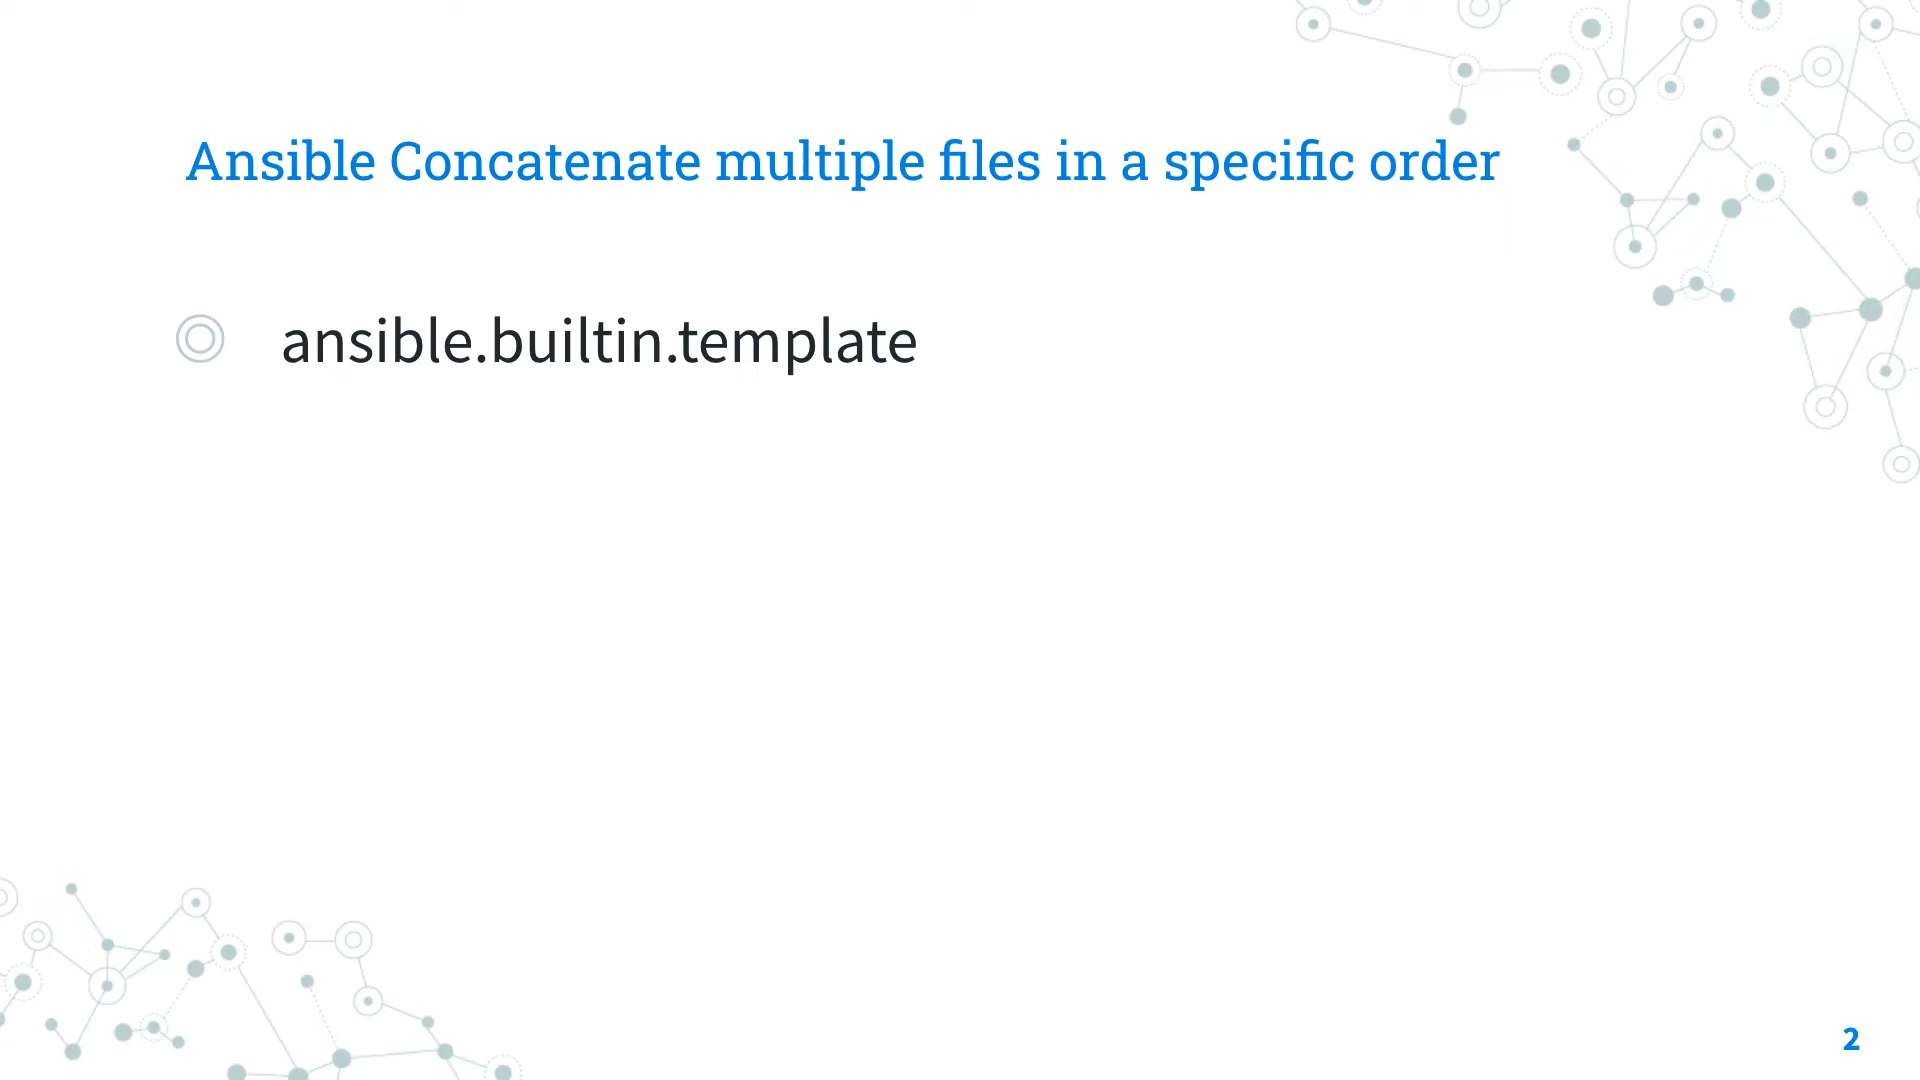 Ansible Concatenate multiple files in a specific order
ansible.builtin.template
2